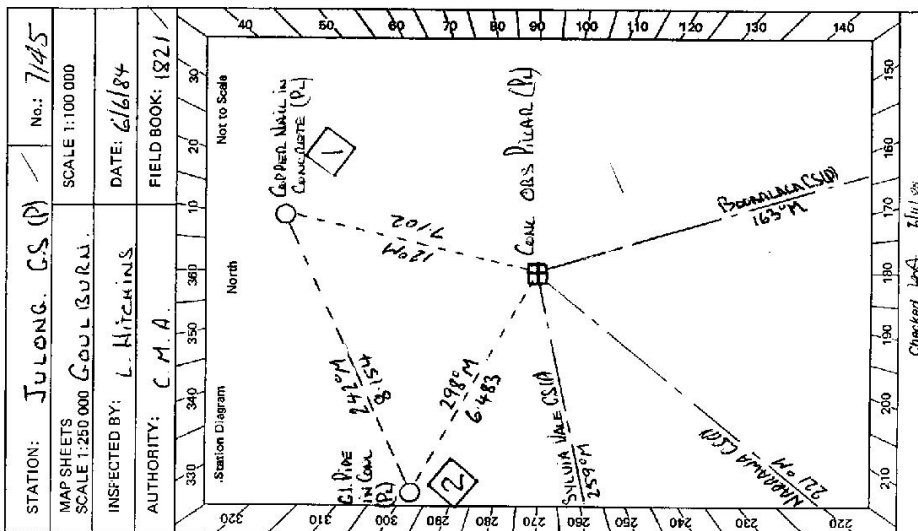 STATION: JULONG. G.S (P) No.: 7145
MAP SHEETS
SCALE 1:250 000 GOULBURN SCALE 1:100 000
INSPECTED BY: L. HITCHINS DATE: 6/6/84
AUTHORITY: C. M. A. FIELD BOOK: 1821
320 330 340 350 360 10 20 30 40
Station Diagram North Not to Scale
310 50
300 60
290
280 70
270 80
260 90
250 100
240 110
230 120
220 130
140
210 200 190 180 170 160 150
COPPER NAIL IN
CONCRETE (PL)
1
12°M
7.102
242°M
8.154
G.I. PIPE
IN CONC
(PL)
2
298°M
6.483
CONC OBS PILLAR (PL)
SYLVIA VALE CS(A)
259°M
NARRAWA CS(D)
221°M
163°M
Checked